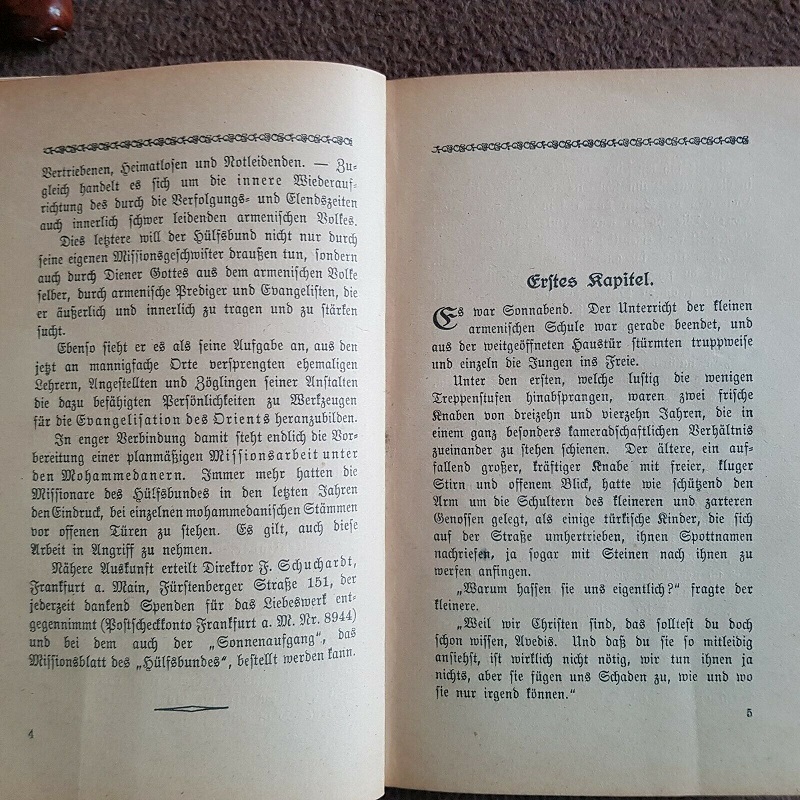 Vertriebenen, Heimatlosen und Notleidenden. — Zu-
gleich handelt es sich um die innere Wiederauf-
richtung des durch die Verfolgungs- und Elendszeiten
auch innerlich schwer leidenden armenischen Volkes.
Dies letztere will der Hülfsbund nicht nur durch
seine eigenen Missionsgeschwister draußen tun, sondern
auch durch Diener Gottes aus dem armenischen Volke
selber, durch armenische Prediger und Evangelisten, die
er äußerlich und innerlich zu tragen und zu stärken
sucht.
Ebenso sieht er es als seine Aufgabe an, aus den
jetzt an mannigfache Orte versprengten ehemaligen
Lehrern, Angestellten und Zöglingen seiner Anstalten
die dazu befähigten Persönlichkeiten zu Werkzeugen
für die Evangelisation des Orients heranzubilden.
In enger Verbindung damit steht endlich die Vor-
bereitung einer planmäßigen Missionsarbeit unter
den Mohammedanern. Immer mehr hatten die
Missionare des Hülfsbundes in den letzten Jahren
den Eindruck, bei einzelnen mohammedanischen Stämmen
vor offenen Türen zu stehen. Es gilt, auch diese
Arbeit in Angriff zu nehmen.
Nähere Auskunft erteilt Direktor F. Schuchardt,
Frankfurt a. Main, Fürstenberger Straße 151, der
jederzeit dankend Spenden für das Liebeswerk ent-
gegennimmt (Postscheckkonto Frankfurt a. M. Nr. 8944)
und bei dem auch der „Sonnenaufgang“, das
Missionsblatt des „Hülfsbundes“, bestellt werden kann.
4
Erstes Kapitel.
Es war Sonnabend. Der Unterricht der kleinen
armenischen Schule war gerade beendet, und
aus der weitgeöffneten Haustür stürmten truppweise
und einzeln die Jungen ins Freie.
Unter den ersten, welche lustig die wenigen
Treppenstufen hinabsprangen, waren zwei frische
Knaben von dreizehn und vierzehn Jahren, die in
einem ganz besonders kameradschaftlichen Verhältnis
zueinander zu stehen schienen. Der ältere, ein auf-
fallend großer, kräftiger Knabe mit freier, kluger
Stirn und offenem Blick, hatte wie schützend den
Arm um die Schultern des kleineren und zarteren
Genossen gelegt, als einige türkische Kinder, die sich
auf der Straße umhertrieben, ihnen Spottnamen
nachriefen, ja sogar mit Steinen nach ihnen zu
werfen anfingen.
„Warum hassen sie uns eigentlich?“ fragte der
kleinere.
„Weil wir Christen sind, das solltest du doch
schon wissen, Avedis. Und daß du sie so mitleidig
ansiehst, ist wirklich nicht nötig, wir tun ihnen ja
nichts, aber sie fügen uns Schaden zu, wie und wo
sie nur irgend können.“
5